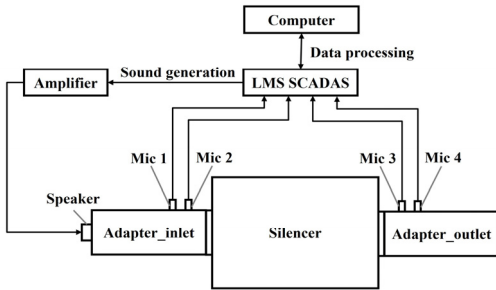 Computer
Data processing
Sound generation
Amplifier
LMS SCADAS
Mic 1
Mic 2
Mic 3
Mic 4
Speaker
Adapter_inlet
Silencer
Adapter_outlet